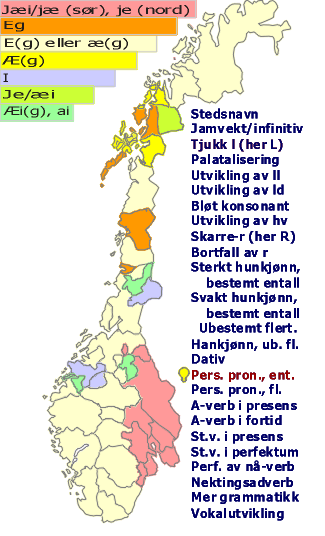 Jæi/jæ (sør), je (nord)
Eg
E(g) eller æ(g)
Æ(g)
I
Je/æi
Æi(g), ai
Stedsnavn
Jamvekt/infinitiv
Tjukk l (her L)
Palatalisering
Utvikling av ll
Utvikling av ld
Bløt konsonant
Utvikling av hv
Skarre-r (her R)
Bortfall av r
Sterkt hunkjønn,
bestemt entall
Svakt hunkjønn,
bestemt entall
Ubestemt flert.
Hankjønn, ub. fl.
Dativ
Pers. pron., ent.
Pers. pron., fl.
A-verb i presens
A-verb i fortid
St.v. i presens
St.v. i perfektum
Perf. av nå-verb
Nektingsadverb
Mer grammatikk
Vokalutvikling